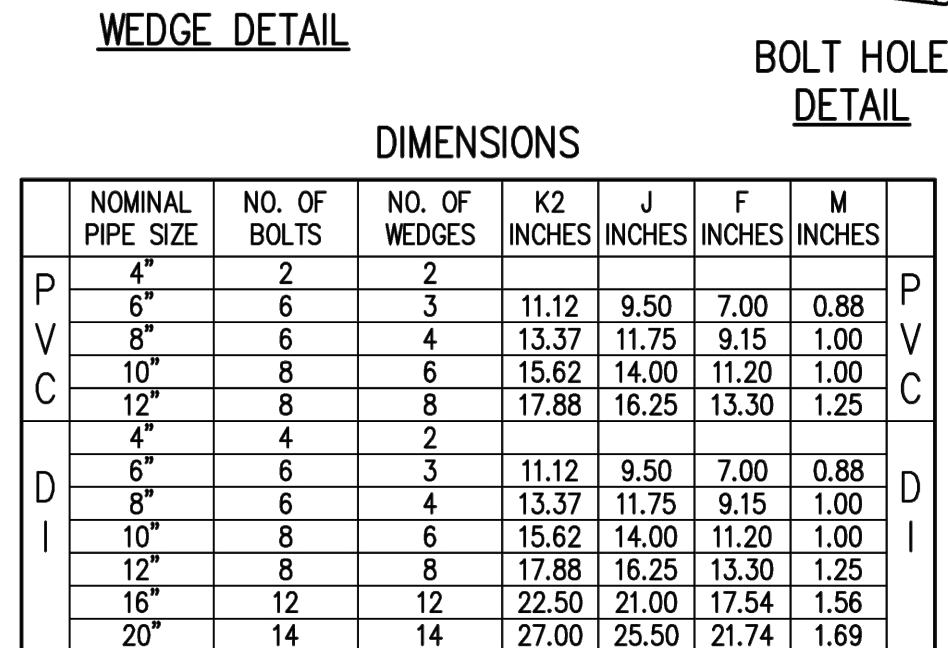 WEDGE DETAIL
BOLT HOLE
DETAIL
DIMENSIONS
NOMINAL PIPE SIZE NO. OF BOLTS NO. OF WEDGES K2 INCHES J INCHES F INCHES M INCHES
PVC
4" 2 2
6" 6 3 11.12 9.50 7.00 0.88
8" 6 4 13.37 11.75 9.15 1.00
10" 8 6 15.62 14.00 11.20 1.00
12" 8 8 17.88 16.25 13.30 1.25
PVC
DI
4" 4 2
6" 6 3 11.12 9.50 7.00 0.88
8" 6 4 13.37 11.75 9.15 1.00
10" 8 6 15.62 14.00 11.20 1.00
12" 8 8 17.88 16.25 13.30 1.25
16" 12 12 22.50 21.00 17.54 1.56
20" 14 14 27.00 25.50 21.74 1.69
DI